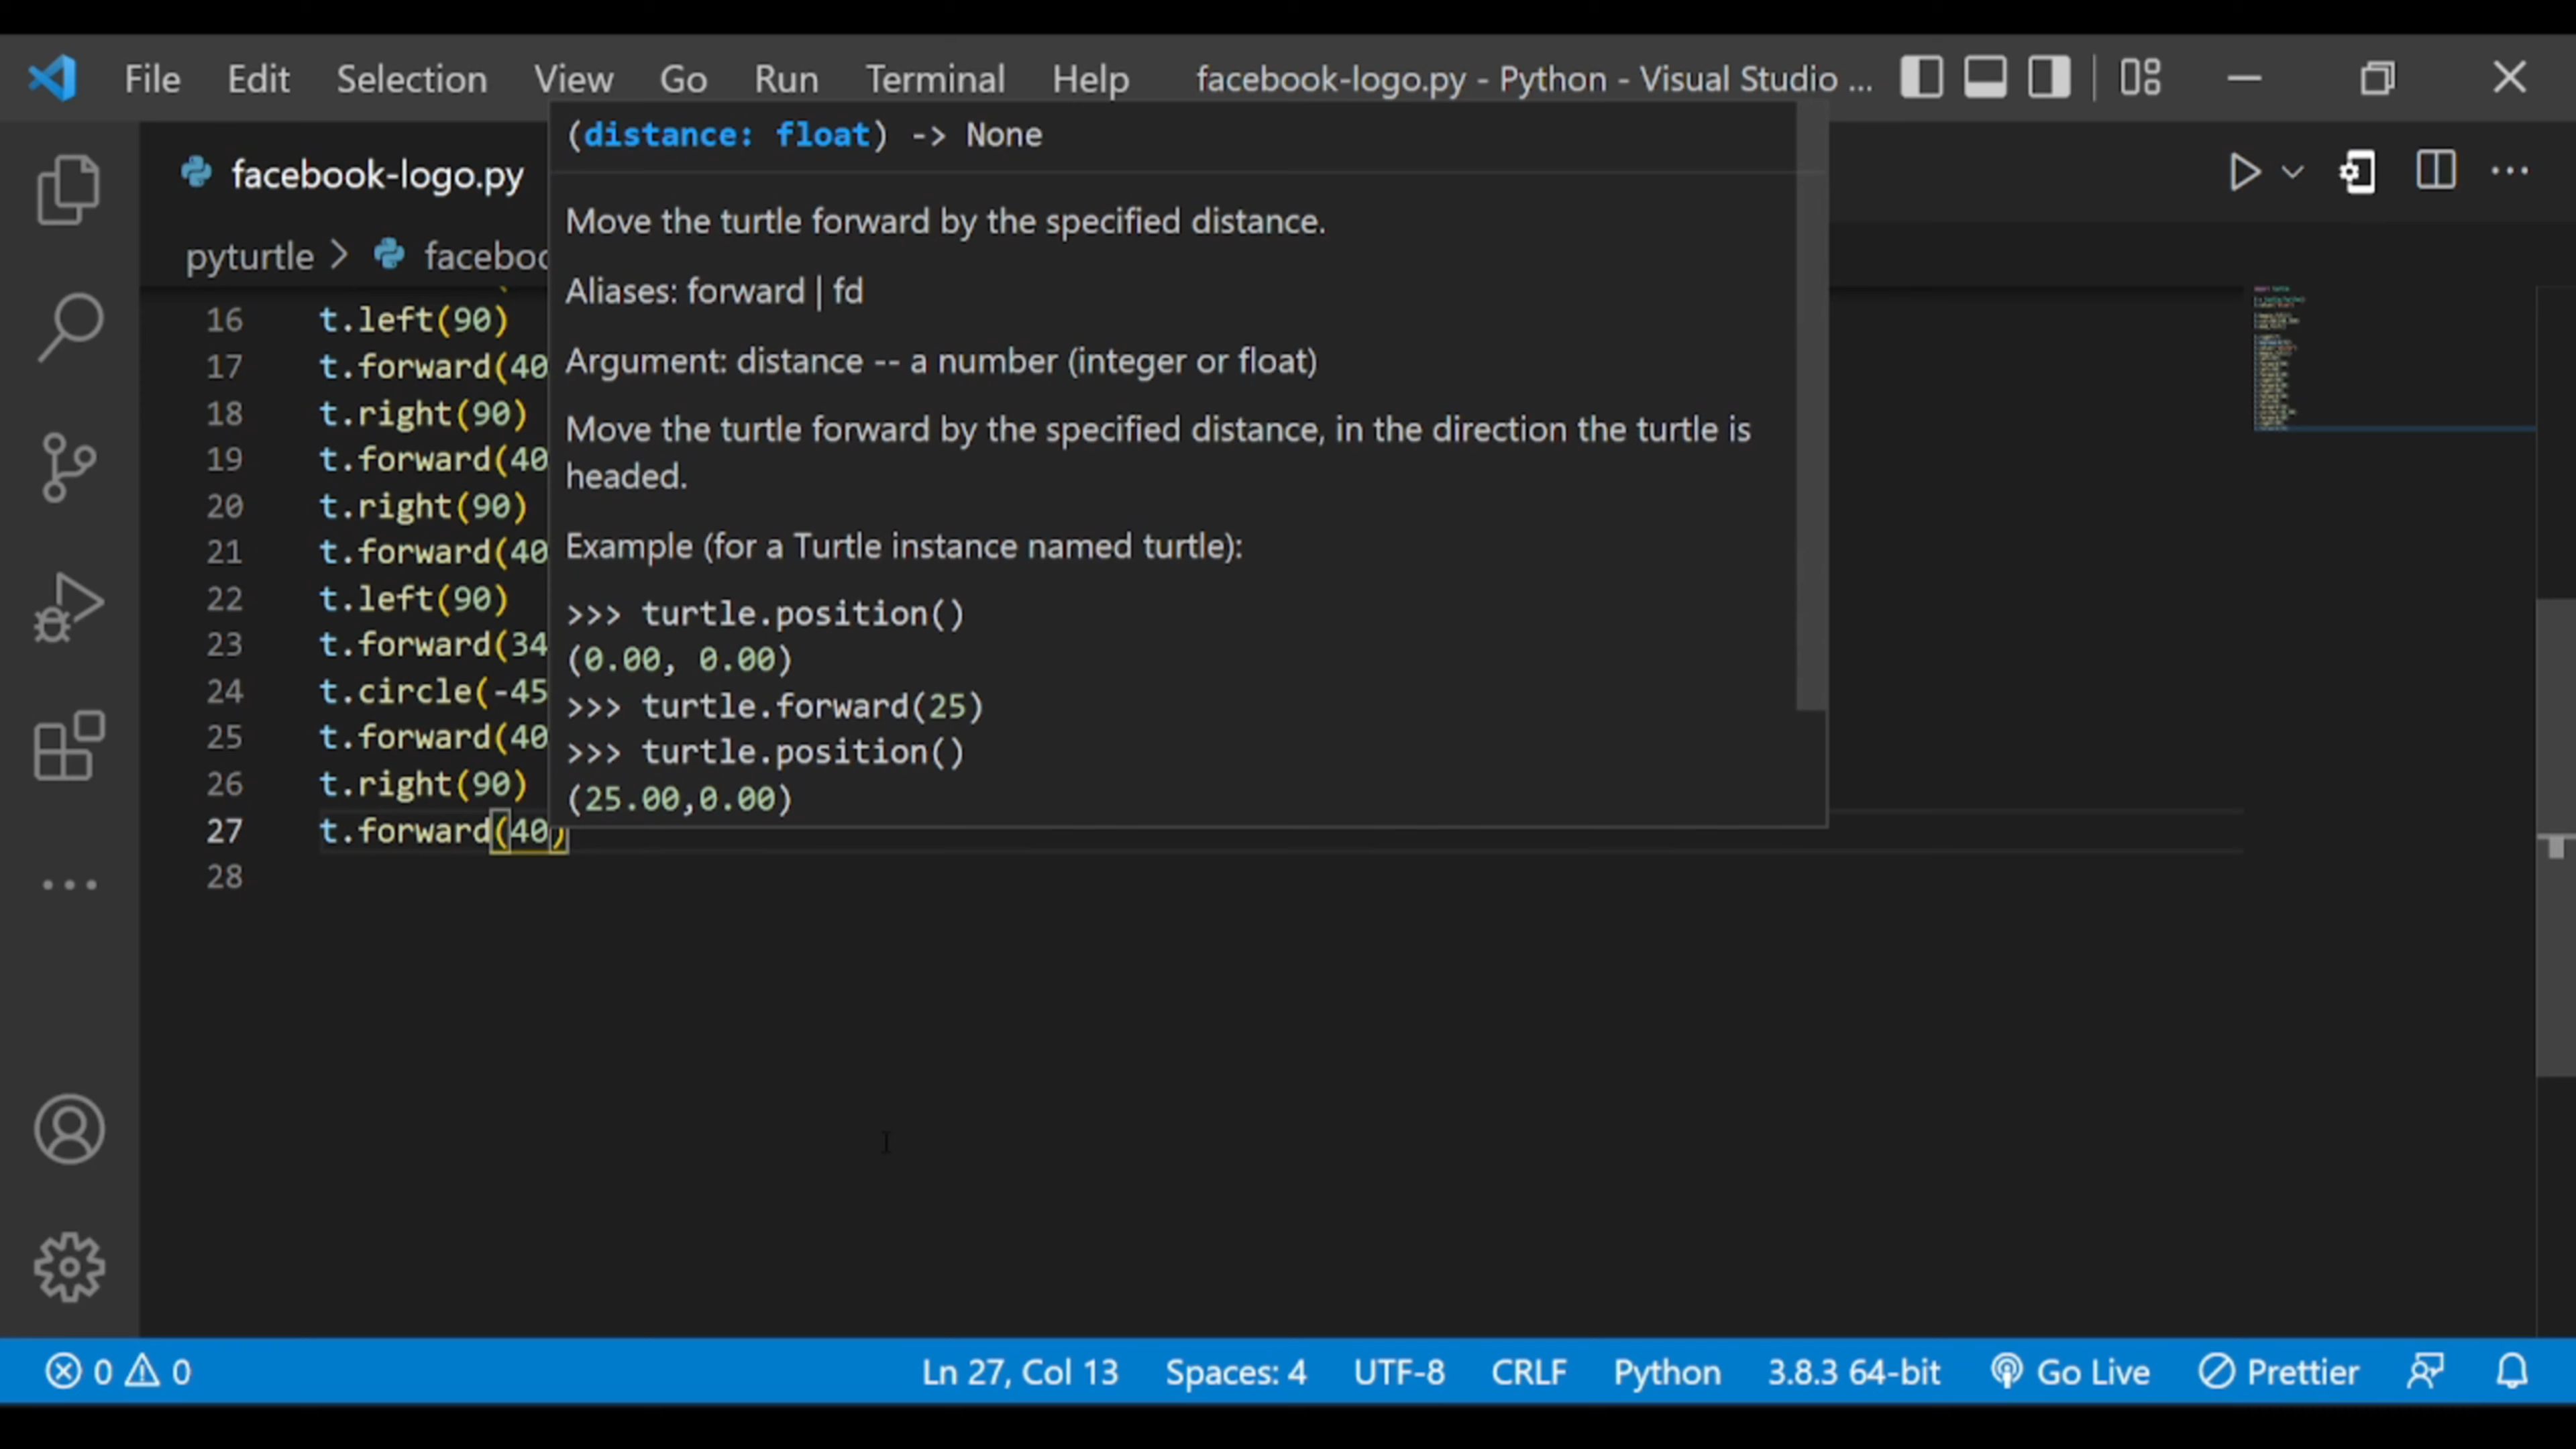 File Edit Selection View Go Run Terminal Help facebook-logo.py - Python - Visual Studio ...
facebook-logo.py
pyturtle > faceboo
(distance: float) -> None
Move the turtle forward by the specified distance.
Aliases: forward | fd
Argument: distance -- a number (integer or float)
Move the turtle forward by the specified distance, in the direction the turtle is
headed.
Example (for a Turtle instance named turtle):
>>> turtle.position()
(0.00, 0.00)
>>> turtle.forward(25)
>>> turtle.position()
(25.00,0.00)
16 t.left(90)
17 t.forward(40
18 t.right(90)
19 t.forward(40
20 t.right(90)
21 t.forward(40
22 t.left(90)
23 t.forward(34
24 t.circle(-45
25 t.forward(40
26 t.right(90)
27 t.forward(40)
28
0 0 Ln 27, Col 13 Spaces: 4 UTF-8 CRLF Python 3.8.3 64-bit Go Live Prettier